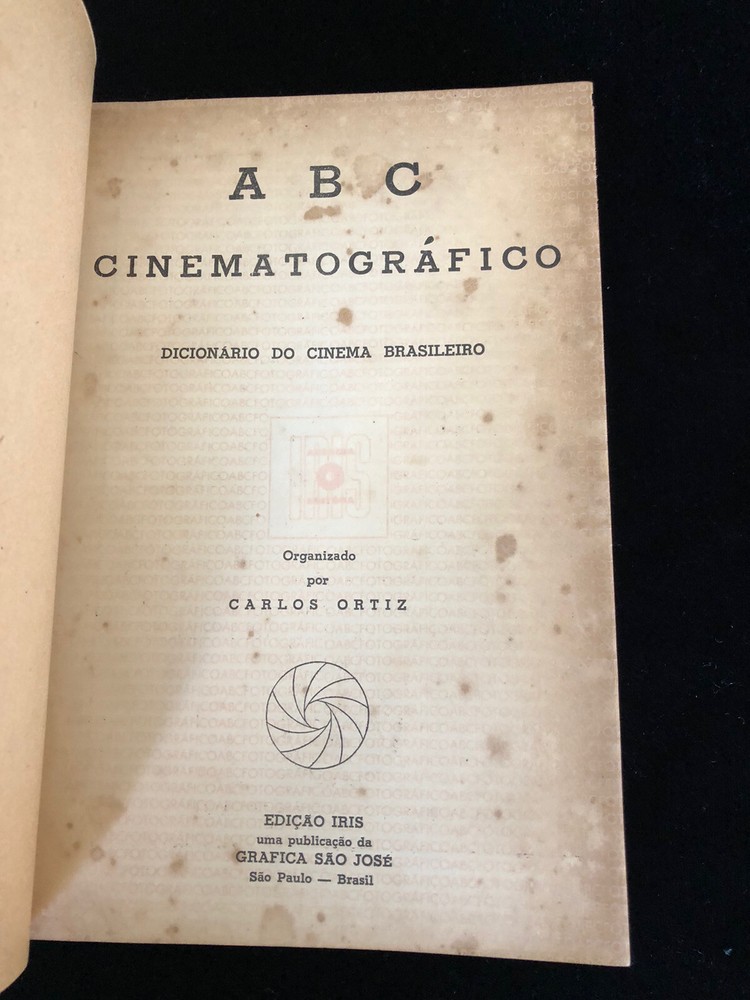 A B C
CINEMATOGRÁFICO
DICIONÁRIO DO CINEMA BRASILEIRO
IRIS
Organizado
por
CARLOS ORTIZ
EDIÇÃO IRIS
uma publicação da
GRAFICA SÃO JOSÉ
São Paulo — Brasil